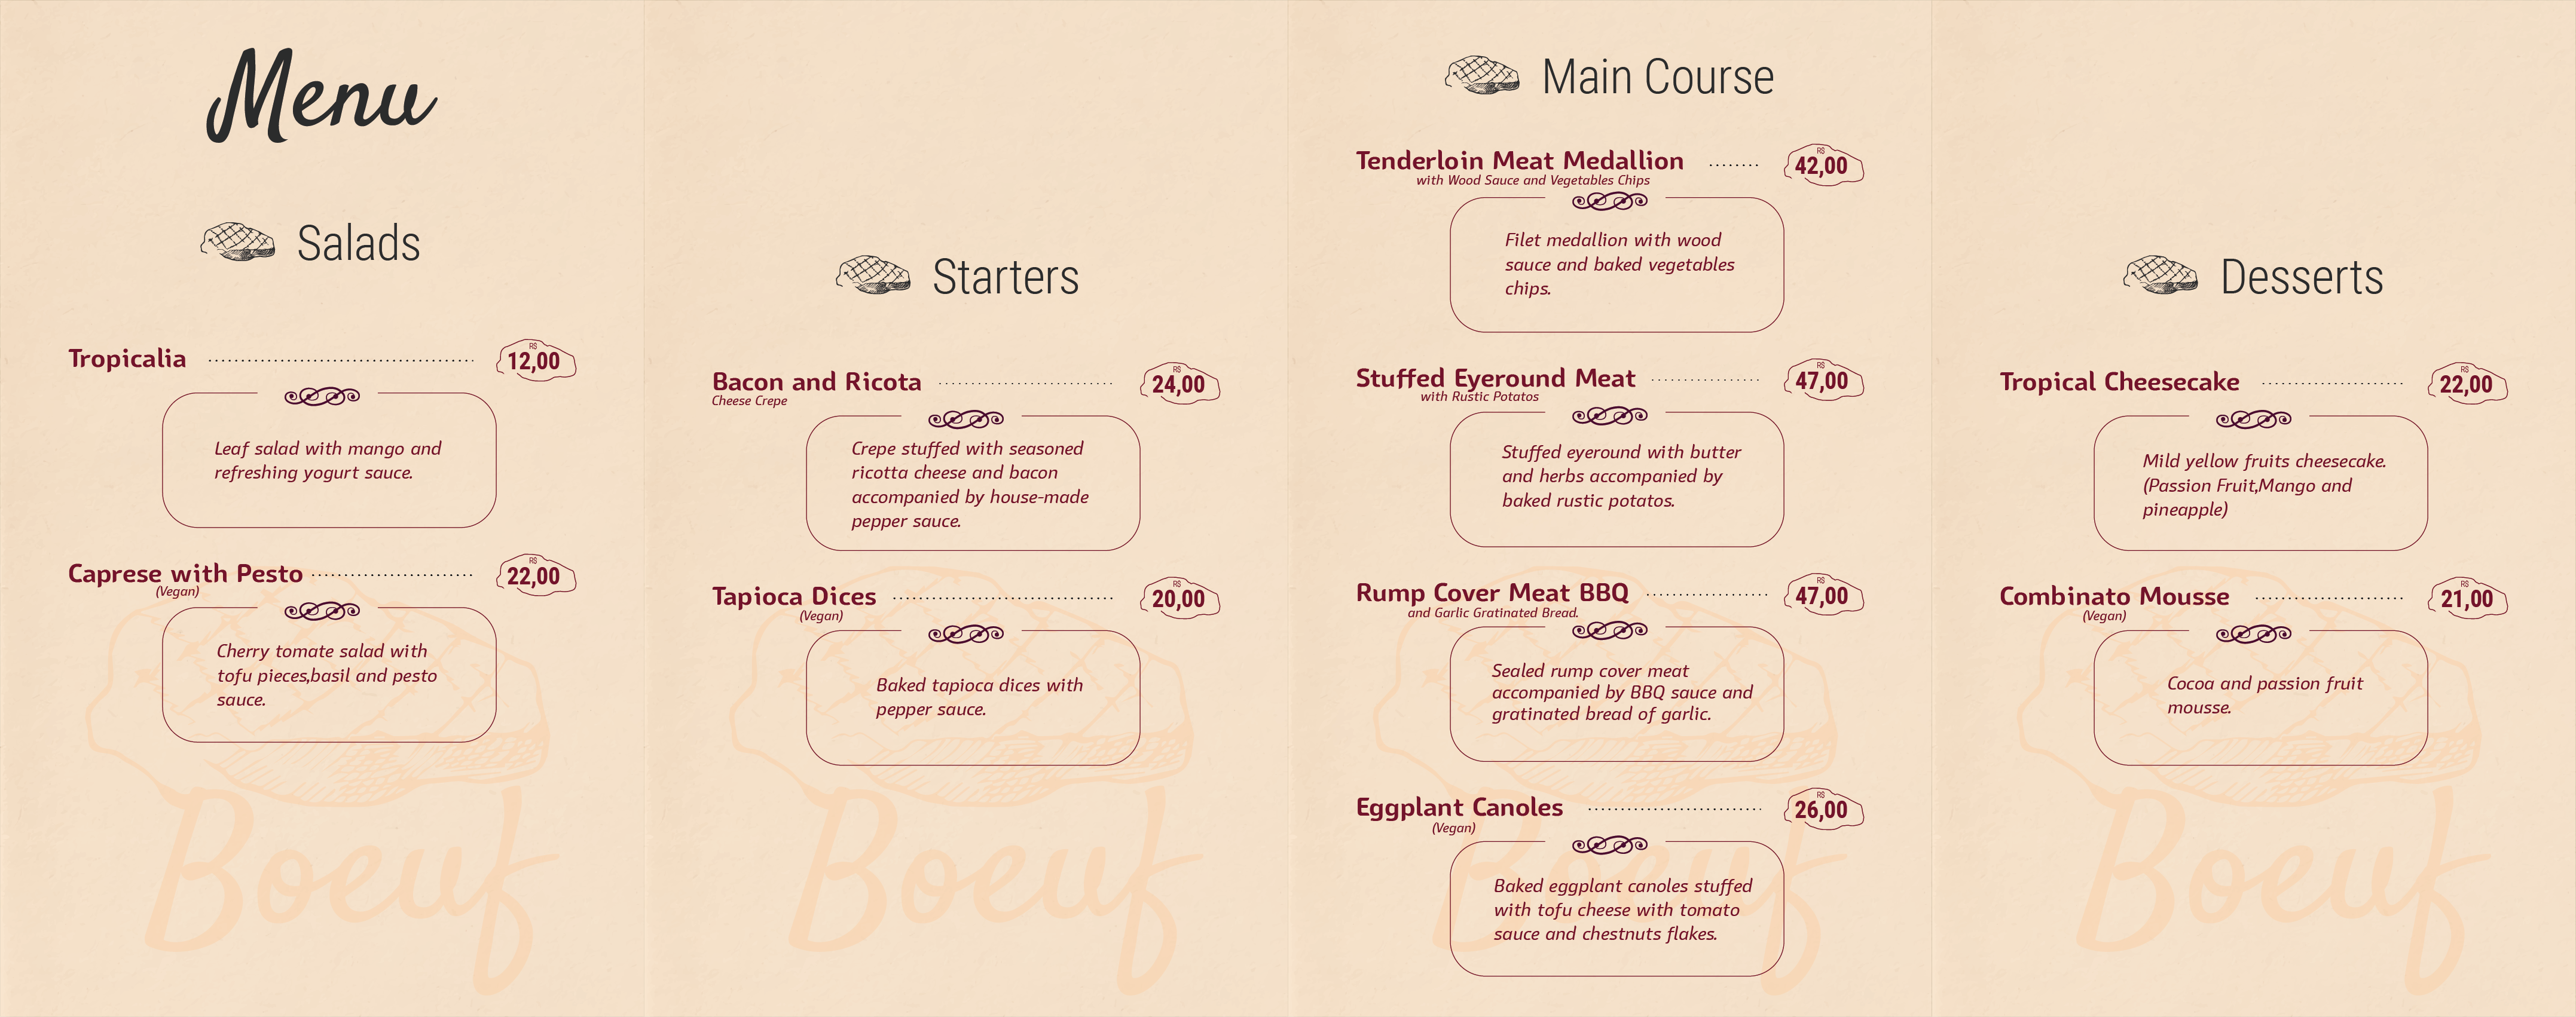 Menu
Salads
Tropicalia
R$
12,00
Leaf salad with mango and
refreshing yogurt sauce.
Caprese with Pesto
(Vegan)
R$
22,00
Cherry tomate salad with
tofu pieces,basil and pesto
sauce.
Boeuf
Starters
Bacon and Ricota
Cheese Crepe
R$
24,00
Crepe stuffed with seasoned
ricotta cheese and bacon
accompanied by house-made
pepper sauce.
Tapioca Dices
(Vegan)
R$
20,00
Baked tapioca dices with
pepper sauce.
Boeuf
Main Course
Tenderloin Meat Medallion
with Wood Sauce and Vegetables Chips
R$
42,00
Filet medallion with wood
sauce and baked vegetables
chips.
Stuffed Eyeround Meat
with Rustic Potatos
R$
47,00
Stuffed eyeround with butter
and herbs accompanied by
baked rustic potatos.
Rump Cover Meat BBQ
and Garlic Gratinated Bread.
R$
47,00
Sealed rump cover meat
accompanied by BBQ sauce and
gratinated bread of garlic.
Eggplant Canoles
(Vegan)
R$
26,00
Baked eggplant canoles stuffed
with tofu cheese with tomato
sauce and chestnuts flakes.
Boeuf
Desserts
Tropical Cheesecake
R$
22,00
Mild yellow fruits cheesecake.
(Passion Fruit,Mango and
pineapple)
Combinato Mousse
(Vegan)
R$
21,00
Cocoa and passion fruit
mousse.
Boeuf